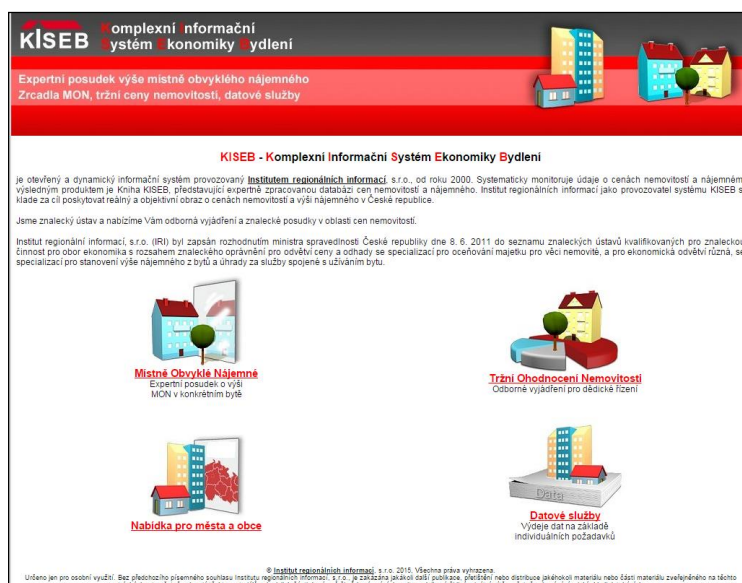 KISEB Komplexní Informační
Systém Ekonomiky Bydlení
Expertní posudek výše místně obvyklého nájemného
Zrcadla MON, tržní ceny nemovitostí, datové služby
KISEB - Komplexní Informační Systém Ekonomiky Bydlení
je otevřený a dynamický informační systém provozovaný Institutem regionálních informací, s.r.o., od roku 2000. Systematicky monitoruje údaje o cenách nemovitostí a nájemném
výsledným produktem je Kniha KISEB, představující expertně zpracovanou databázi cen nemovitostí a nájemného. Institut regionálních informací jako provozovatel systému KISEB s
klade za cíl poskytovat reálný a objektivní obraz o cenách nemovitostí a výši nájemného v České republice.
Jsme znalecký ústav a nabízíme Vám odborná vyjádření a znalecké posudky v oblasti cen nemovitostí.
Institut regionální informací, s.r.o. (IRI) byl zapsán rozhodnutím ministra spravedlnosti České republiky dne 8. 6. 2011 do seznamu znaleckých ústavů kvalifikovaných pro znaleckou
činnost pro obor ekonomika s rozsahem znaleckého oprávnění pro odvětví ceny a odhady se specializací pro oceňování majetku pro věci nemovité, a pro ekonomická odvětví různá, se
specializací pro stanovení výše nájemného z bytů a úhrady za služby spojené s užíváním bytu.
Místně Obvyklé Nájemné
Expertní posudek o výši
MON v konkrétním bytě
Tržní Ohodnocení Nemovitostí
Odborné vyjádření pro dědické řízení
Nabídka pro města a obce
Data
Datové služby
Výdeje dat na základě
individuálních požadavků
© Institut regionálních informací, s.r.o. 2015, Všechna práva vyhrazena.
Určeno jen pro osobní využití. Bez předchozího písemného souhlasu Institutu regionálních informací, s.r.o., je zakázána jakákoli další publikace, přetištění nebo distribuce jakéhokoli materiálu nebo části materiálu zveřejněného na těchto